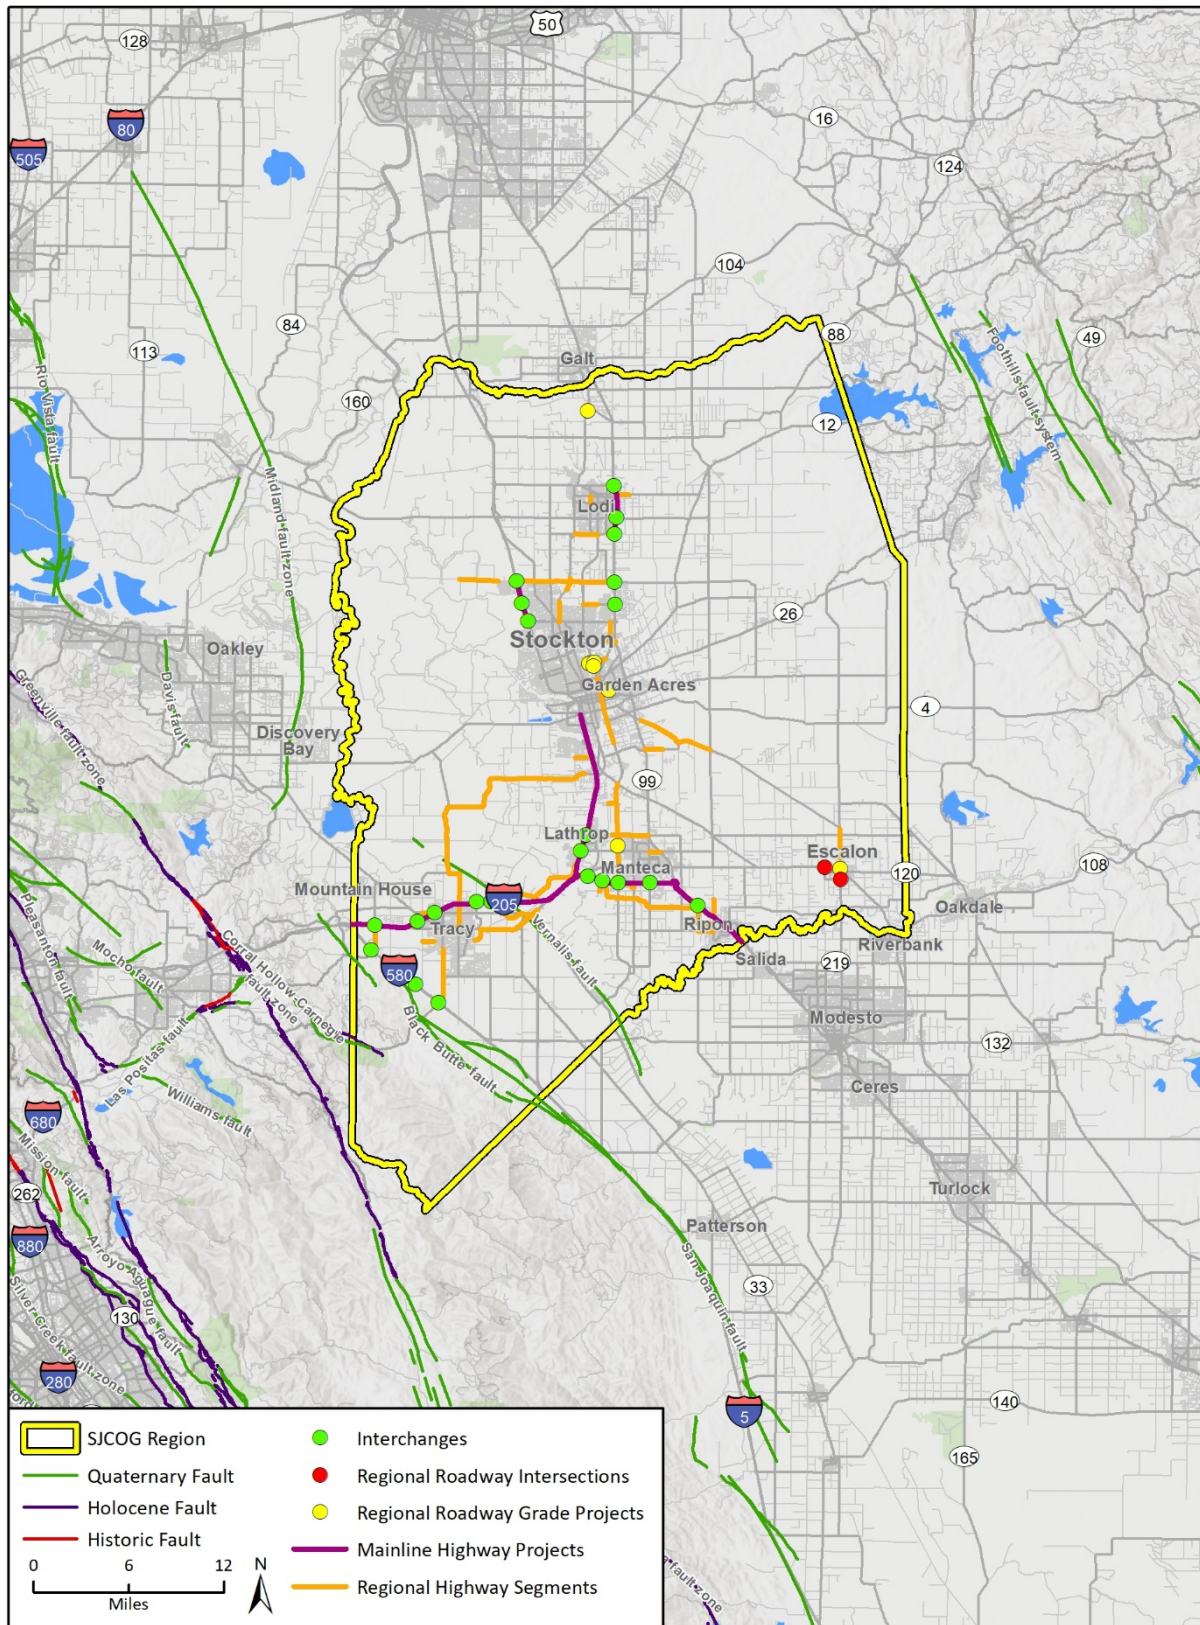 50
128
80
505
16
124
104
84
113
88
49
Galt
160
12
Rio Vista fault
Foothills fault system
Midland fault zone
Lodi
26
Stockton
Oakley
Garden Acres
Davis fault
Greenville fault zone
4
Discovery
Bay
99
Lathrop
Escalon
Manteca
108
120
Mountain House
205
Oakdale
Tracy
Ripon
Riverbank
Salida
219
Vernalis fault
Pleasanton fault
Mocho fault
Corral Hollow-Carnegie
fault zone
580
Modesto
Black Butte fault
132
Las Positas fault
Ceres
Williams fault
680
Mission fault
262
Turlock
Patterson
880
Arroyo Aguague fault
San Joaquin fault
33
130
Silver Creek fault zone
280
5
140
165
SJCOG Region
Quaternary Fault
Holocene Fault
Historic Fault
0 6 12
Miles
N
Interchanges
Regional Roadway Intersections
Regional Roadway Grade Projects
Mainline Highway Projects
Regional Highway Segments
fault zone